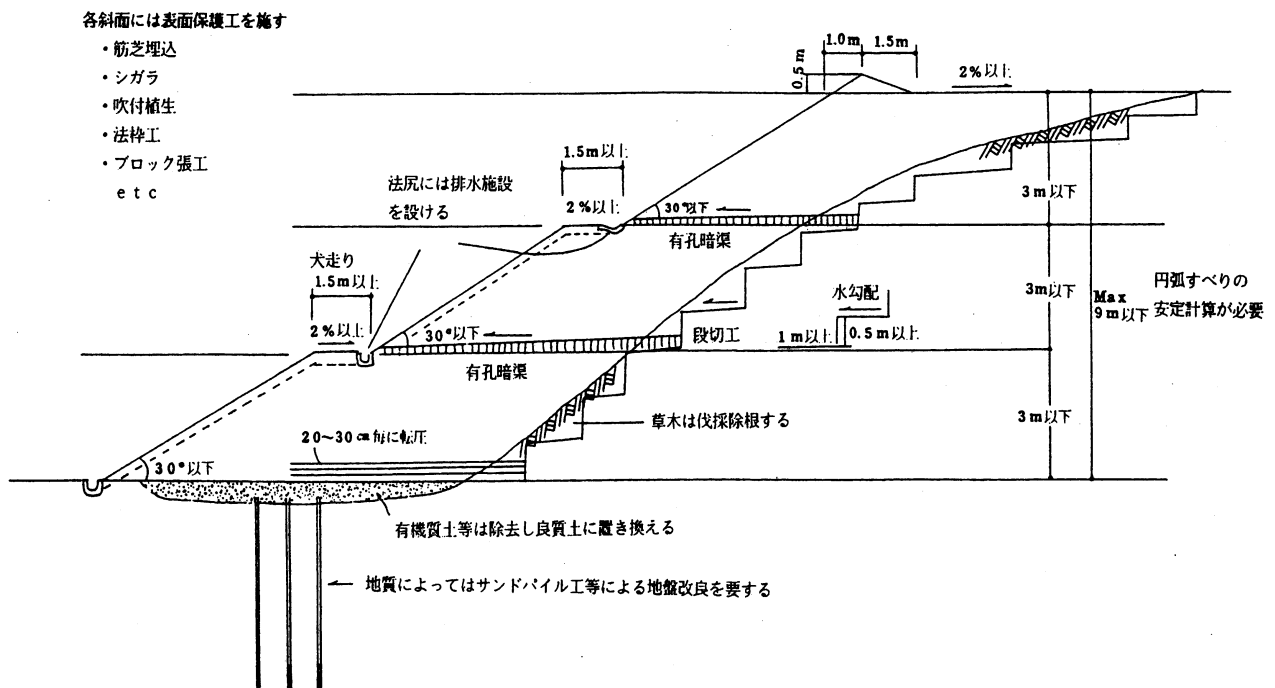 各斜面には表面保護工を施す
・筋芝埋込
・シガラ
・吹付植生
・法枠工
・ブロック張工
etc
1.0m
1.5m
0.5m
2%以上
1.5m以上
法尻には排水施設
を設ける
2%以上
30°以下
有孔暗渠
3m以下
犬走り
1.5m以上
2%以上
30°以下
有孔暗渠
段切工
水勾配
1m以上
0.5m以上
3m以下
Max
9m以下
円弧すべりの
安定計算が必要
草木は伐採除根する
3m以下
20～30㎝毎に転圧
30°以下
有機質土等は除去し良質土に置き換える
地質によってはサンドパイル工等による地盤改良を要する